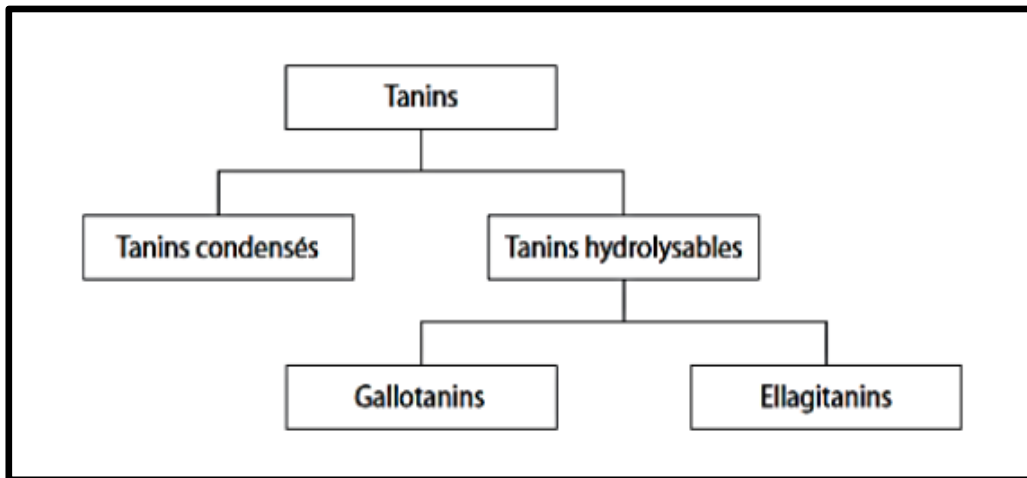 Tanins
Tanins condensés
Tanins hydrolysables
Gallotanins
Ellagitanins